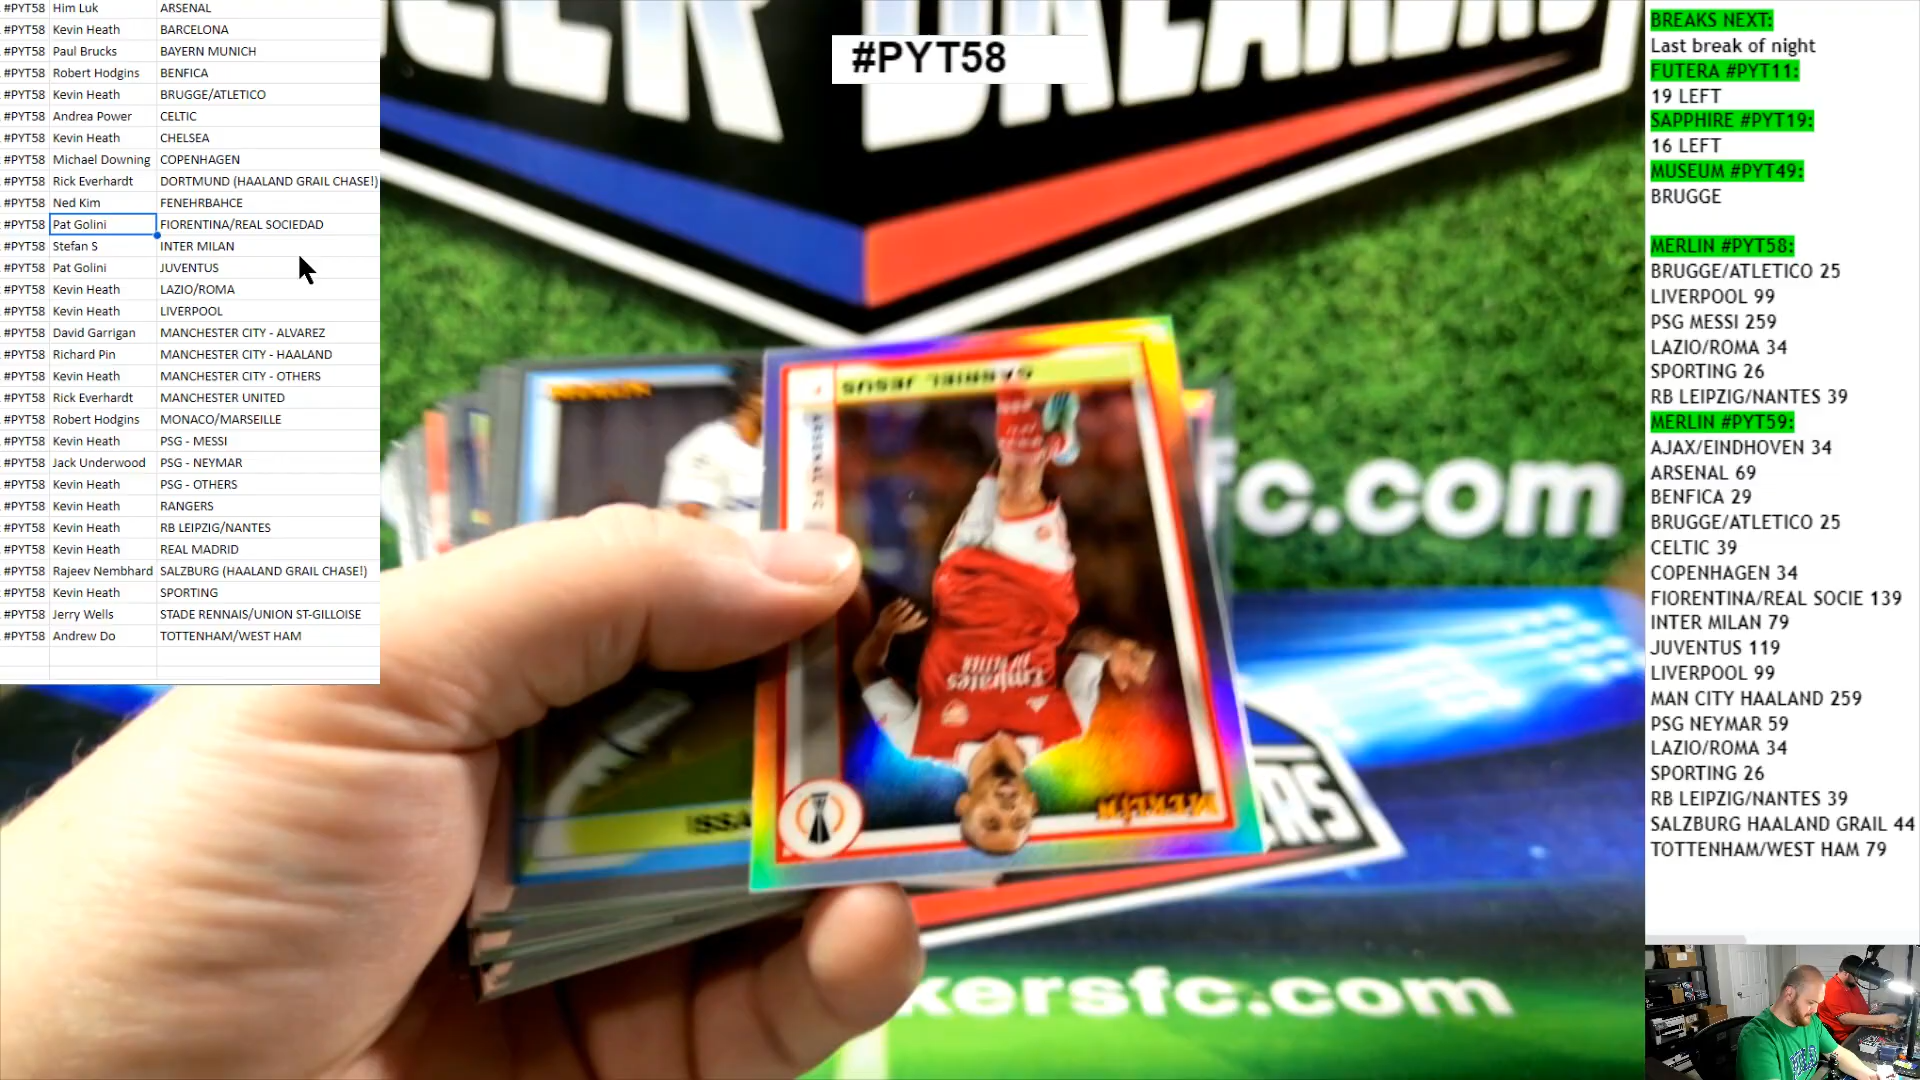 #PYT58 Him Luk ARSENAL
#PYT58 Kevin Heath BARCELONA
#PYT58 Paul Brucks BAYERN MUNICH
#PYT58 Robert Hodgins BENFICA
#PYT58 Kevin Heath BRUGGE/ATLETICO
#PYT58 Andrea Power CELTIC
#PYT58 Kevin Heath CHELSEA
#PYT58 Michael Downing COPENHAGEN
#PYT58 Rick Everhardt DORTMUND (HAALAND GRAIL CHASE!)
#PYT58 Ned Kim FENEHRBAHCE
#PYT58 Pat Golini FIORENTINA/REAL SOCIEDAD
#PYT58 Stefan S INTER MILAN
#PYT58 Pat Golini JUVENTUS
#PYT58 Kevin Heath LAZIO/ROMA
#PYT58 Kevin Heath LIVERPOOL
#PYT58 David Garrigan MANCHESTER CITY - ALVAREZ
#PYT58 Richard Pin MANCHESTER CITY - HAALAND
#PYT58 Kevin Heath MANCHESTER CITY - OTHERS
#PYT58 Rick Everhardt MANCHESTER UNITED
#PYT58 Robert Hodgins MONACO/MARSEILLE
#PYT58 Kevin Heath PSG - MESSI
#PYT58 Jack Underwood PSG - NEYMAR
#PYT58 Kevin Heath PSG - OTHERS
#PYT58 Kevin Heath RANGERS
#PYT58 Kevin Heath RB LEIPZIG/NANTES
#PYT58 Kevin Heath REAL MADRID
#PYT58 Rajeev Nembhard SALZBURG (HAALAND GRAIL CHASE!)
#PYT58 Kevin Heath SPORTING
#PYT58 Jerry Wells STADE RENNAIS/UNION ST-GILLOISE
#PYT58 Andrew Do TOTTENHAM/WEST HAM
#PYT58
GABRIEL JESUS
ARSENAL FC
Emirates
FLY BETTER
MERLIN
MERLIN
ISSA
fc.com
ERS
kersfc.com
BREAKS NEXT:
Last break of night
FUTERA #PYT11:
19 LEFT
SAPPHIRE #PYT19:
16 LEFT
MUSEUM #PYT49:
BRUGGE
MERLIN #PYT58:
BRUGGE/ATLETICO 25
LIVERPOOL 99
PSG MESSI 259
LAZIO/ROMA 34
SPORTING 26
RB LEIPZIG/NANTES 39
MERLIN #PYT59:
AJAX/EINDHOVEN 34
ARSENAL 69
BENFICA 29
BRUGGE/ATLETICO 25
CELTIC 39
COPENHAGEN 34
FIORENTINA/REAL SOCIE 139
INTER MILAN 79
JUVENTUS 119
LIVERPOOL 99
MAN CITY HAALAND 259
PSG NEYMAR 59
LAZIO/ROMA 34
SPORTING 26
RB LEIPZIG/NANTES 39
SALZBURG HAALAND GRAIL 44
TOTTENHAM/WEST HAM 79